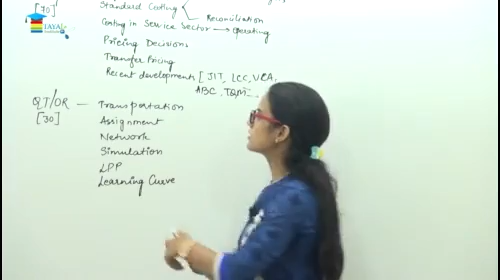 [70]
Standard Costing
Reconciliation
Costing in Service Sector → Operating
Pricing Decisions
Transfer Pricing
Recent developments [ JIT, LCC, VCA,
ABC, TQM
QT/OR — Transportation
[30] Assignment
Network
Simulation
LPP
Learning Curve